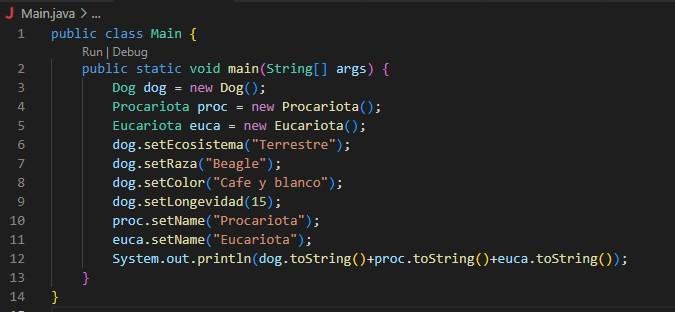 J Main.java > ...
1 public class Main {
Run | Debug
2 public static void main(String[] args) {
3 Dog dog = new Dog();
4 Procariota proc = new Procariota();
5 Eucariota euca = new Eucariota();
6 dog.setEcosistema("Terrestre");
7 dog.setRaza("Beagle");
8 dog.setColor("Cafe y blanco");
9 dog.setLongevidad(15);
10 proc.setName("Procariota");
11 euca.setName("Eucariota");
12 System.out.println(dog.toString()+proc.toString()+euca.toString());
13 }
14 }